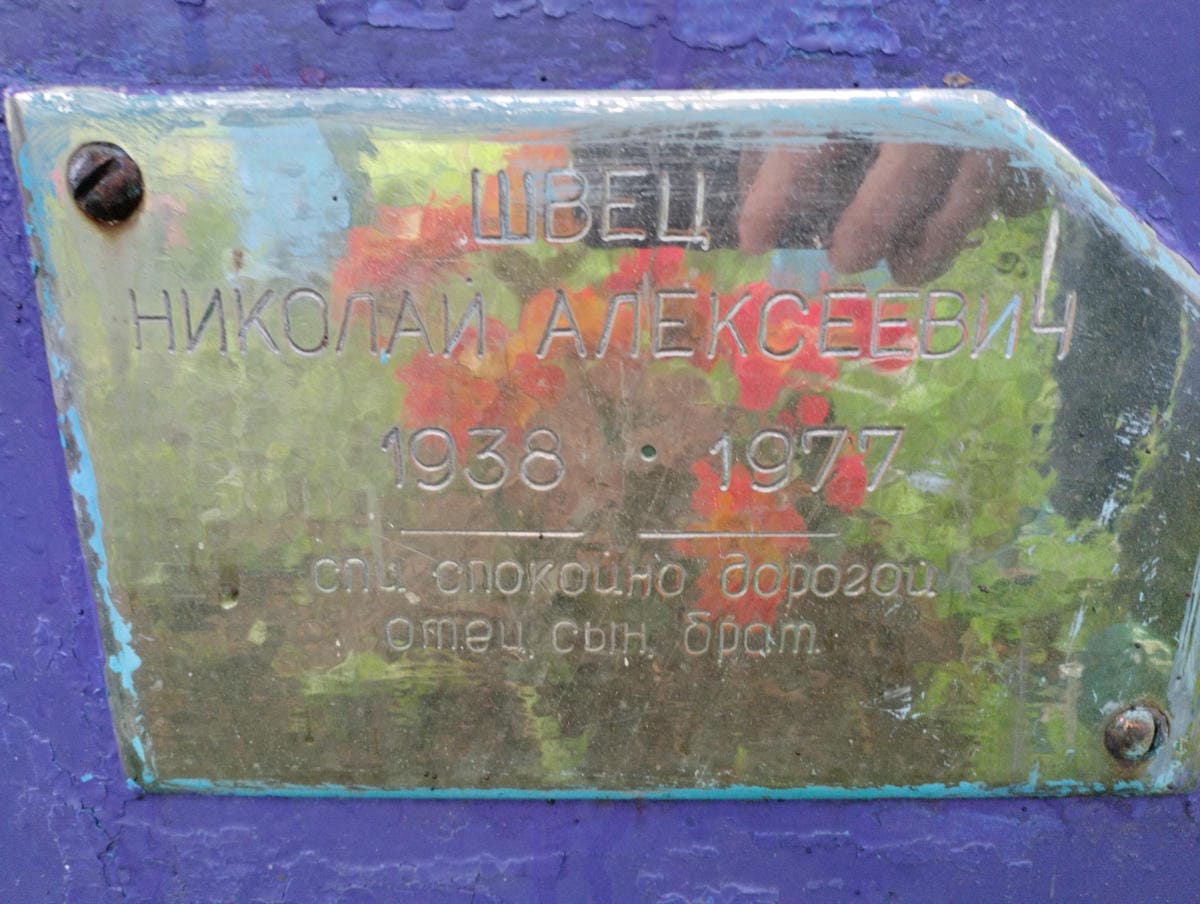 ШВЕЦ
НИКОЛАЙ АЛЕКСЕЕВИЧ
1938 · 1977
спи спокойно дорогой
отец, сын, брат.